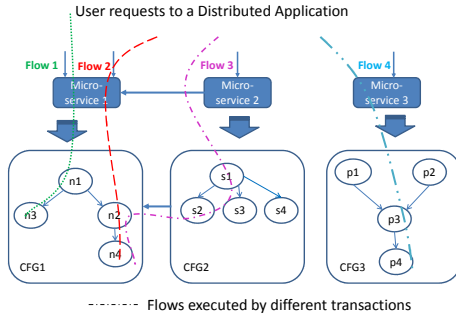 User requests to a Distributed Application
Flow 1
Flow 2
Flow 3
Flow 4
Micro-
service 1
Micro-
service 2
Micro-
service 3
n1
n3
n2
n4
CFG1
s1
s2
s3
s4
CFG2
p1
p2
p3
p4
CFG3
Flows executed by different transactions